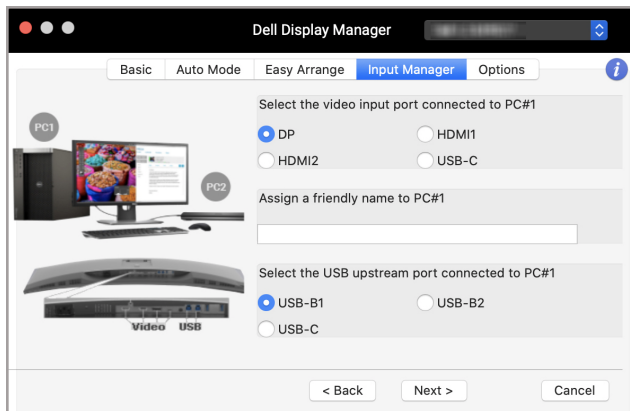 Dell Display Manager
Basic Auto Mode Easy Arrange Input Manager Options i
Select the video input port connected to PC#1
PC1
DP HDMI1
HDMI2 USB-C
PC2
Assign a friendly name to PC#1
Select the USB upstream port connected to PC#1
USB-B1 USB-B2
Video USB
USB-C
< Back Next > Cancel